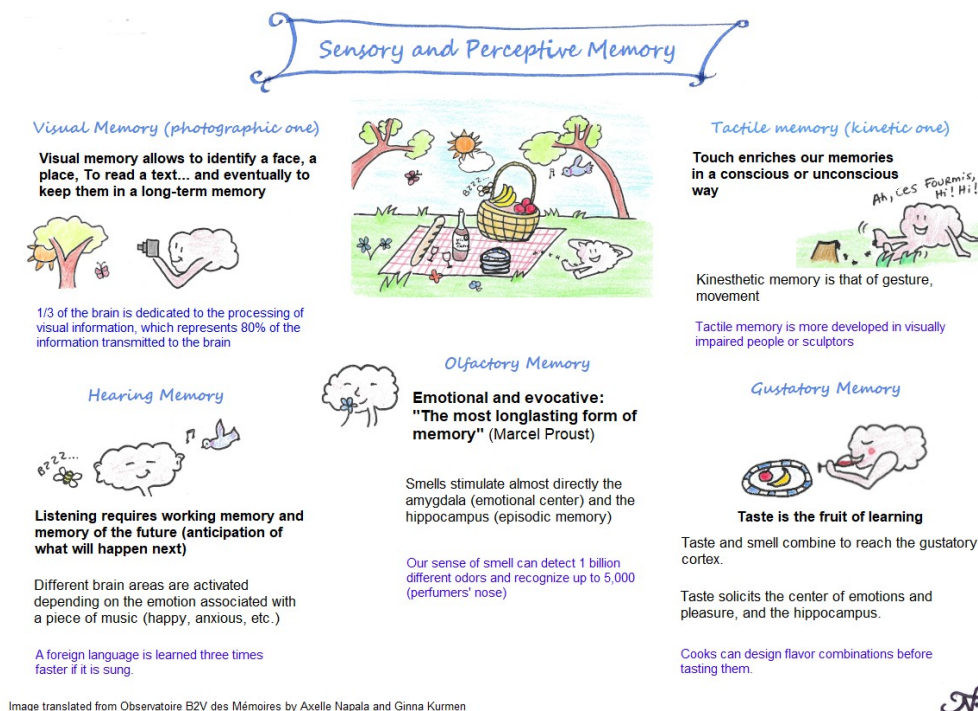 Sensory and Perceptive Memory
Visual Memory (photographic one)
Visual memory allows to identify a face, a
place, To read a text... and eventually to
keep them in a long-term memory
1/3 of the brain is dedicated to the processing of
visual information, which represents 80% of the
information transmitted to the brain
BZZZ...
Tactile memory (kinetic one)
Touch enriches our memories
in a conscious or unconscious
way
Ah, ces FOURMIS,
Hi! Hi!
Kinesthetic memory is that of gesture,
movement
Tactile memory is more developed in visually
impaired people or sculptors
Hearing Memory
BZZZ...
Listening requires working memory and
memory of the future (anticipation of
what will happen next)
Different brain areas are activated
depending on the emotion associated with
a piece of music (happy, anxious, etc.)
A foreign language is learned three times
faster if it is sung.
Olfactory Memory
Emotional and evocative:
"The most longlasting form of
memory" (Marcel Proust)
Smells stimulate almost directly the
amygdala (emotional center) and the
hippocampus (episodic memory)
Our sense of smell can detect 1 billion
different odors and recognize up to 5,000
(perfumers' nose)
Gustatory Memory
Taste is the fruit of learning
Taste and smell combine to reach the gustatory
cortex.
Taste solicits the center of emotions and
pleasure, and the hippocampus.
Cooks can design flavor combinations before
tasting them.
Image translated from Observatoire B2V des Mémoires by Axelle Napala and Ginna Kurmen